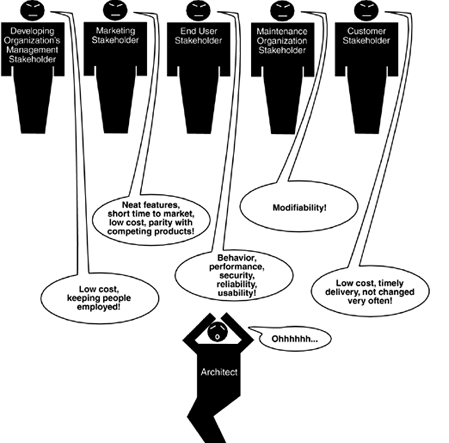 Developing
Organization's
Management
Stakeholder
Marketing
Stakeholder
End User
Stakeholder
Maintenance
Organization
Stakeholder
Customer
Stakeholder
Neat features,
short time to market,
low cost, parity with
competing products!
Modifiability!
Behavior,
performance,
security,
reliability,
usability!
Low cost,
keeping people
employed!
Low cost, timely
delivery, not changed
very often!
Ohhhhhh...
Architect